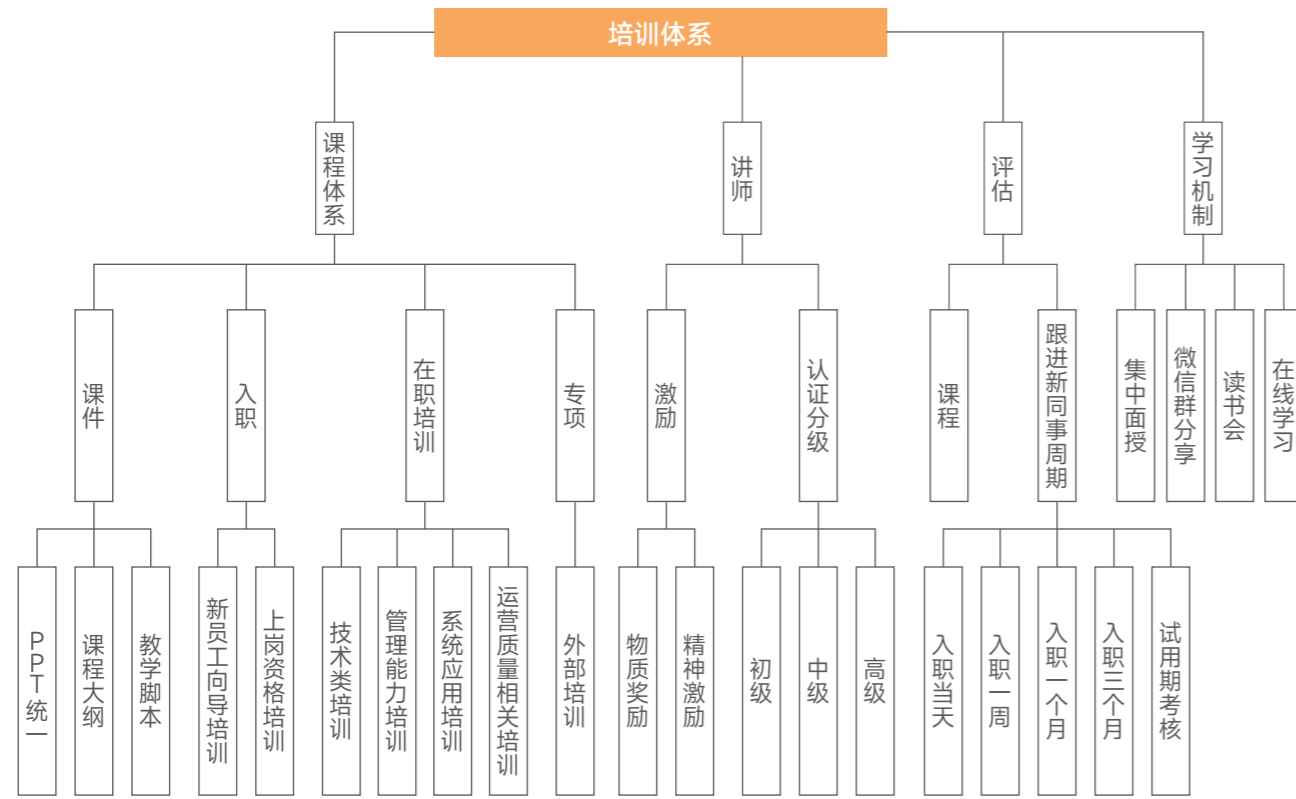 培训体系
课程体系
讲师
评估
学习机制
课件
入职
在职培训
专项
激励
认证分级
课程
跟进新同事周期
集中面授
微信群分享
读书会
在线学习
PPT统一
课程大纲
教学脚本
新员工向导培训
上岗资格培训
技术类培训
管理能力培训
系统应用培训
运营质量相关培训
外部培训
物质奖励
精神激励
初级
中级
高级
入职当天
入职一周
入职一个月
入职三个月
试用期考核